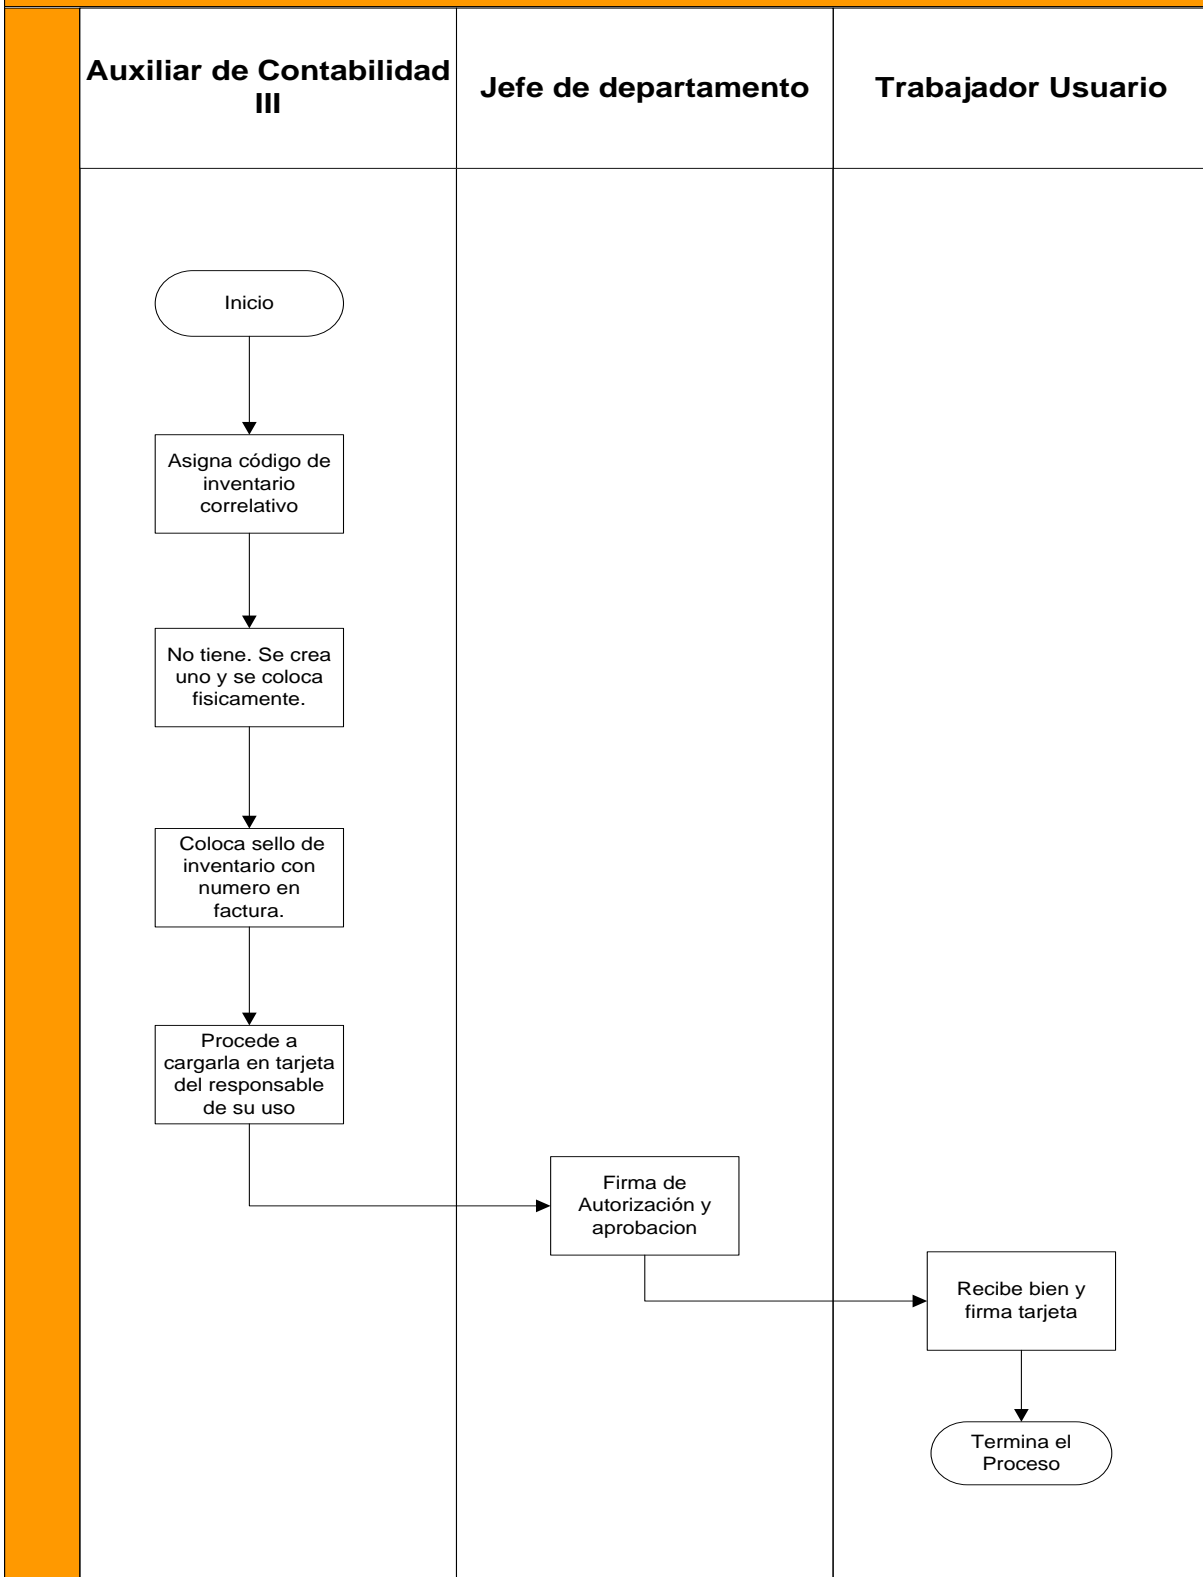 Auxiliar de Contabilidad
III
Jefe de departamento
Trabajador Usuario
Inicio
Asigna código de
inventario
correlativo
No tiene. Se crea
uno y se coloca
fisicamente.
Coloca sello de
inventario con
numero en
factura.
Procede a
cargarla en tarjeta
del responsable
de su uso
Firma de
Autorización y
aprobacion
Recibe bien y
firma tarjeta
Termina el
Proceso